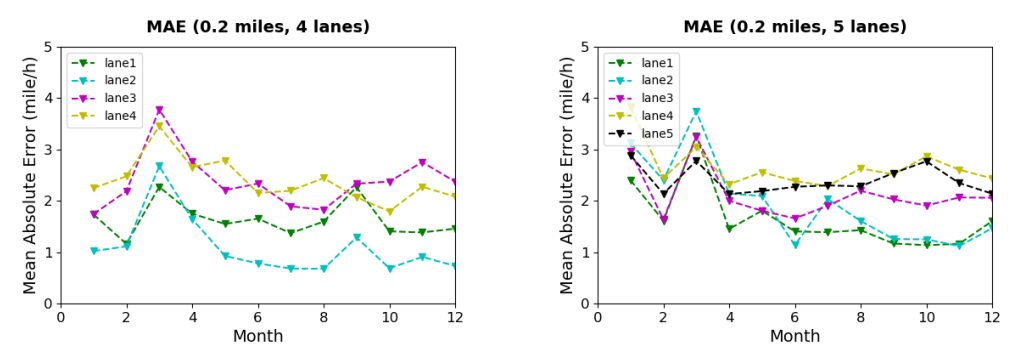 MAE (0.2 miles, 4 lanes)
Mean Absolute Error (mile/h)
5
4
3
2
1
0
lane1
lane2
lane3
lane4
0 2 4 6 8 10 12
Month
MAE (0.2 miles, 5 lanes)
Mean Absolute Error (mile/h)
5
4
3
2
1
0
lane1
lane2
lane3
lane4
lane5
0 2 4 6 8 10 12
Month